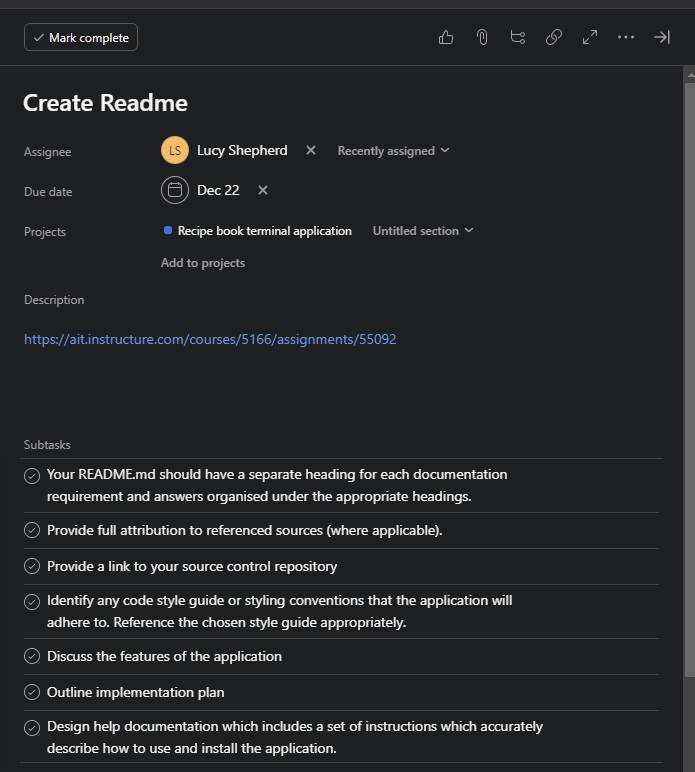 Mark complete
Create Readme
Assignee
LS
Lucy Shepherd
Recently assigned
Due date
Dec 22
Projects
Recipe book terminal application
Untitled section
Add to projects
Description
https://ait.instructure.com/courses/5166/assignments/55092
Subtasks
Your README.md should have a separate heading for each documentation
requirement and answers organised under the appropriate headings.
Provide full attribution to referenced sources (where applicable).
Provide a link to your source control repository
Identify any code style guide or styling conventions that the application will
adhere to. Reference the chosen style guide appropriately.
Discuss the features of the application
Outline implementation plan
Design help documentation which includes a set of instructions which accurately
describe how to use and install the application.